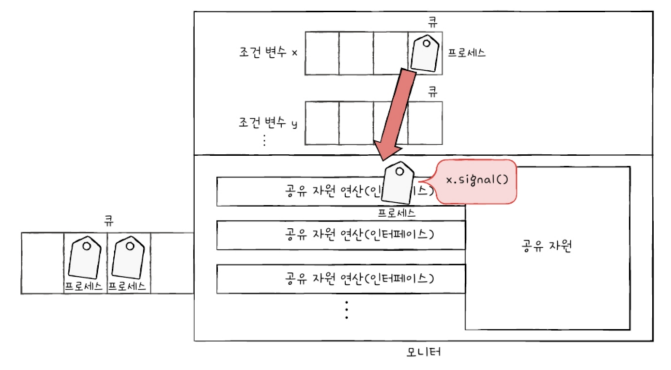 큐
조건 변수 x
프로세스
큐
조건 변수 y
⋮
x.signal()
공유 자원 연산(인터페이스)
프로세스
큐
공유 자원 연산(인터페이스)
공유 자원
프로세스 프로세스
공유 자원 연산(인터페이스)
⋮
모니터